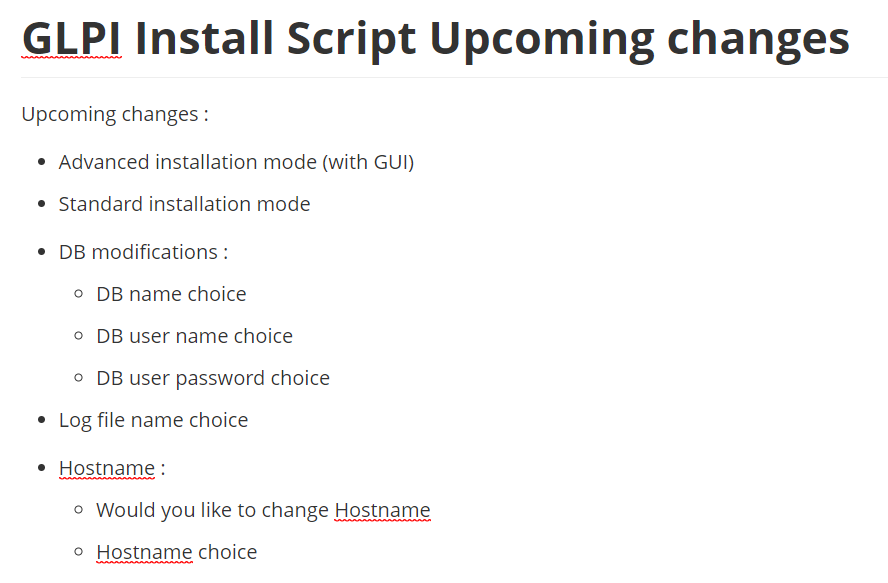 GLPI Install Script Upcoming changes
Upcoming changes :
Advanced installation mode (with GUI)
Standard installation mode
DB modifications :
DB name choice
DB user name choice
DB user password choice
Log file name choice
Hostname :
Would you like to change Hostname
Hostname choice